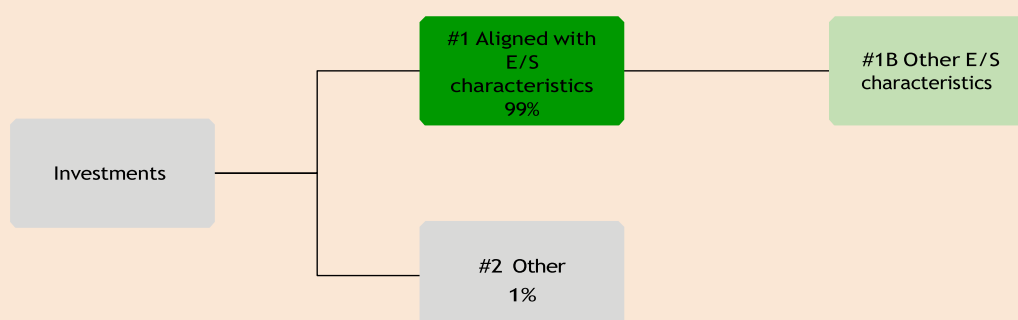 #1 Aligned with
E/S
characteristics
99%
#1B Other E/S
characteristics
Investments
#2 Other
1%